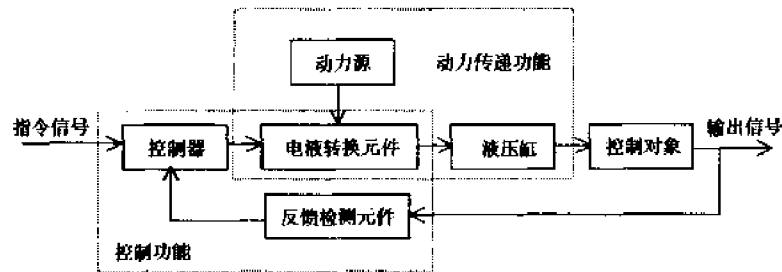 动力源
动力传递功能
指令信号
控制器
电液转换元件
液压缸
控制对象
输出信号
反馈检测元件
控制功能